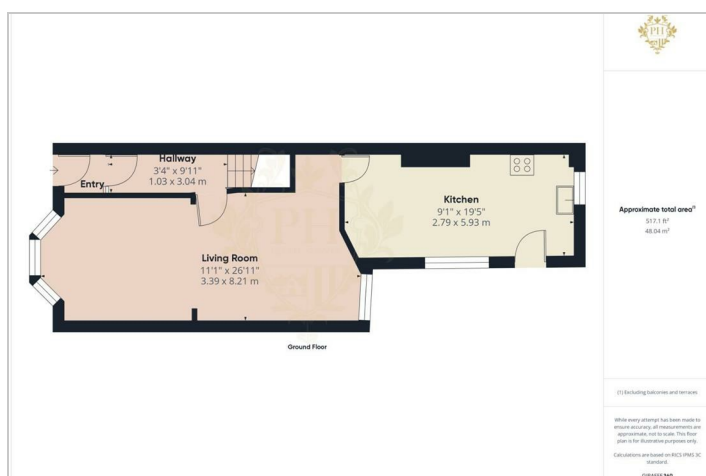 PH
Hallway
3'4" x 9'11"
1.03 x 3.04 m
Entry
Kitchen
9'1" x 19'5"
2.79 x 5.93 m
Living Room
11'1" x 26'11"
3.39 x 8.21 m
PH
Ground Floor
Approximate total area⁽¹⁾
517.1 ft²
48.04 m²
(1) Excluding balconies and terraces
While every attempt has been made to
ensure accuracy, all measurements are
approximate, not to scale. This floor
plan is for illustrative purposes only.
Calculations are based on RICS IPMS 3C
standard.
GIRAFFE360